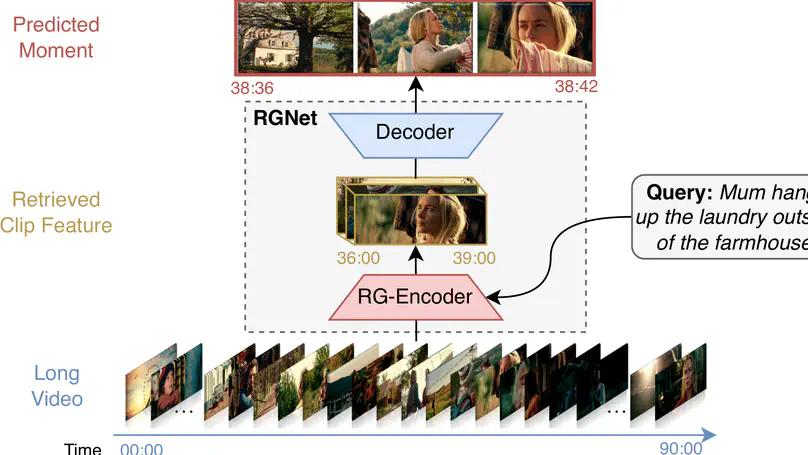 Predicted
Moment
38:36
38:42
RGNet
Decoder
Retrieved
Clip Feature
36:00
39:00
Query: Mum hang
up the laundry outs
of the farmhouse
RG-Encoder
Long
Video
...
...
Time
00:00
90:00